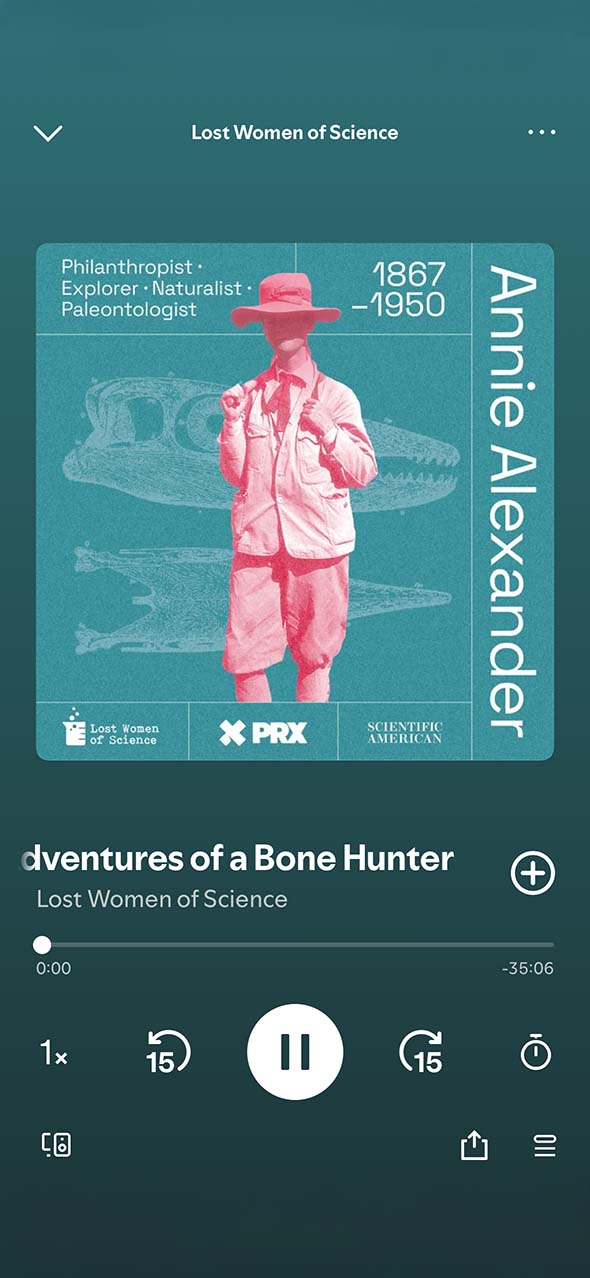 Lost Women of Science
Philanthropist ·
Explorer · Naturalist ·
Paleontologist
1867
–1950
Annie Alexander
Lost Women
of Science
PRX
SCIENTIFIC
AMERICAN
dventures of a Bone Hunter
Lost Women of Science
0:00
-35:06
1x
15
15